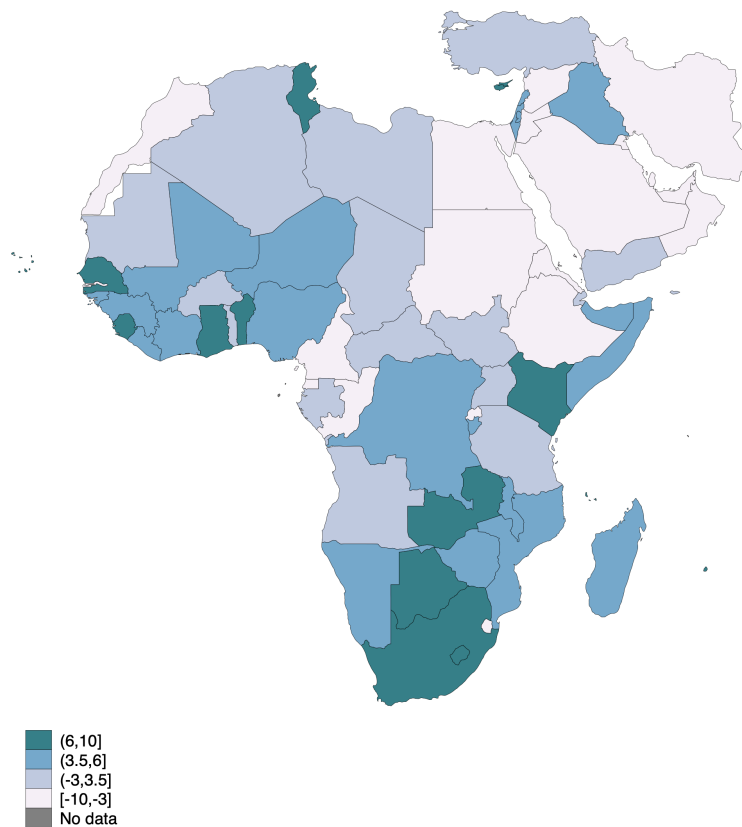 (6,10]
(3.5,6]
(-3,3.5]
[-10,-3]
No data